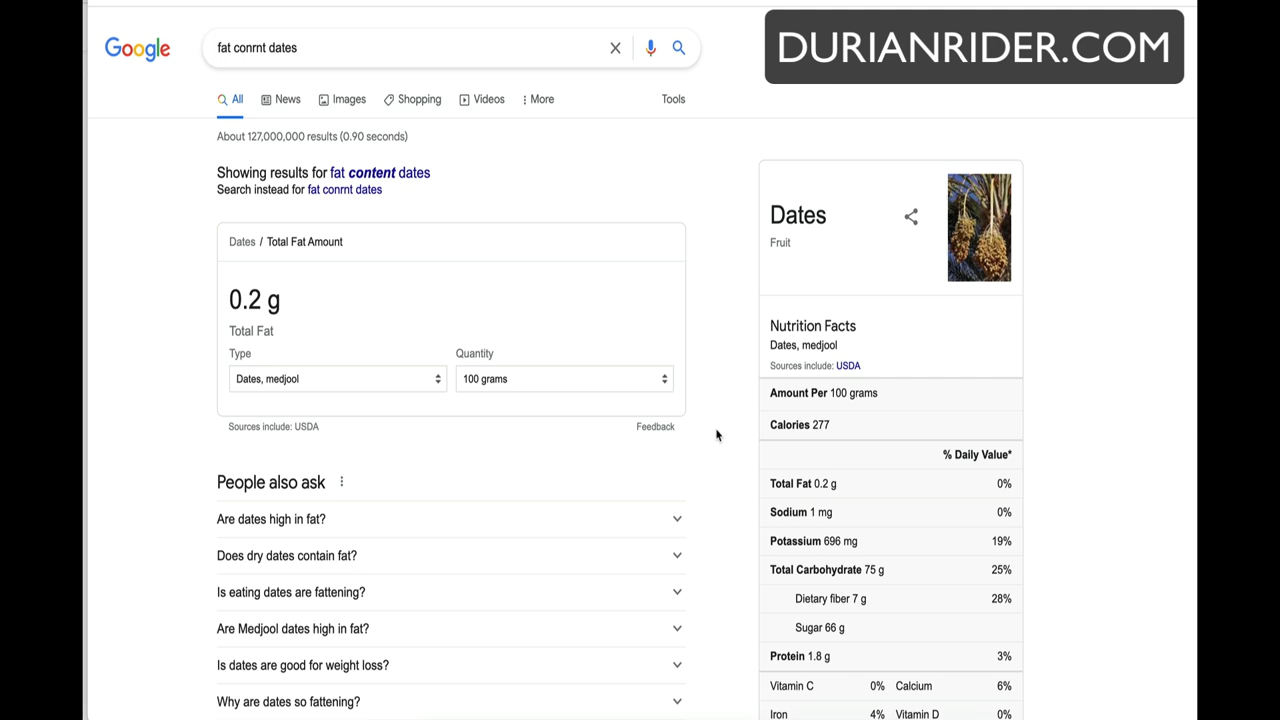 Google
fat conrnt dates
DURIANRIDER.COM
All
News
Images
Shopping
Videos
More
Tools
About 127,000,000 results (0.90 seconds)
Showing results for fat content dates
Search instead for fat conrnt dates
Dates / Total Fat Amount
0.2 g
Total Fat
Type
Quantity
Dates, medjool
100 grams
Sources include: USDA
Feedback
People also ask
Are dates high in fat?
Does dry dates contain fat?
Is eating dates are fattening?
Are Medjool dates high in fat?
Is dates are good for weight loss?
Why are dates so fattening?
Dates
Fruit
Nutrition Facts
Dates, medjool
Sources include: USDA
Amount Per 100 grams
Calories 277
% Daily Value*
Total Fat 0.2 g 0%
Sodium 1 mg 0%
Potassium 696 mg 19%
Total Carbohydrate 75 g 25%
Dietary fiber 7 g 28%
Sugar 66 g
Protein 1.8 g 3%
Vitamin C 0% Calcium 6%
Iron 4% Vitamin D 0%